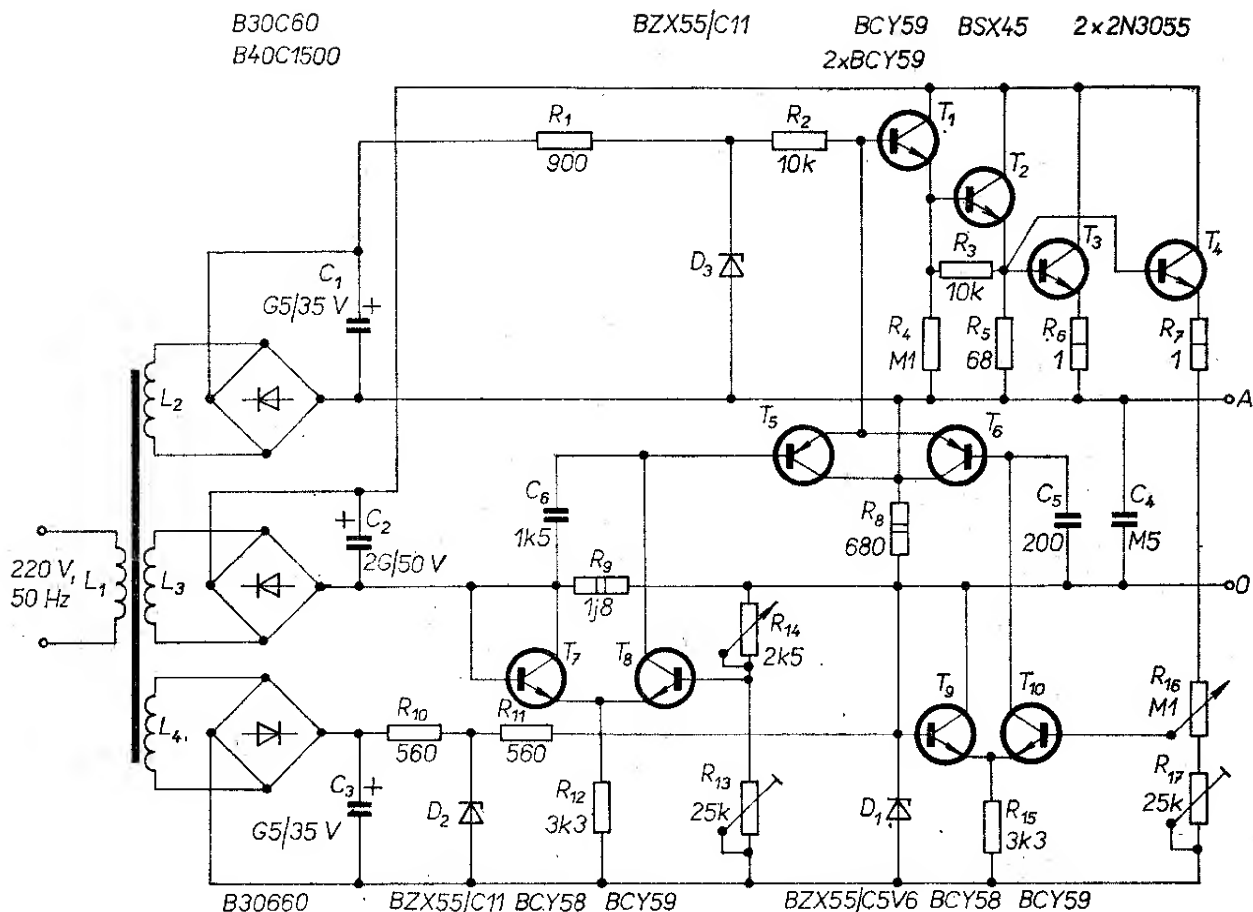 B30C60 BZX55/C11 BCY59 BSX45 2×2N3055
B40C1500 2xBCY59
R1 R2 T1
900 10k
T2
C1 D3 R3 T3 T4
G5/35 V + 10k
R4 R5 R6 R7
M1 68 1 1
L2 A
T5 T6
C6 C5 C4
+ C2 R8
1k5 680 200 M5
2G/50 V R9
220 V, L1 L3 1j8 0
50 Hz R14
2k5
T7 T8 T9 T10 R16
M1
L4 R10 R11
560 560 R17
C3 + R12 R13 25k
D2 3k3 25k D1 R15
G5/35 V 3k3
B30660 BZX55/C11 BCY58 BCY59 BZX55/C5V6 BCY58 BCY59